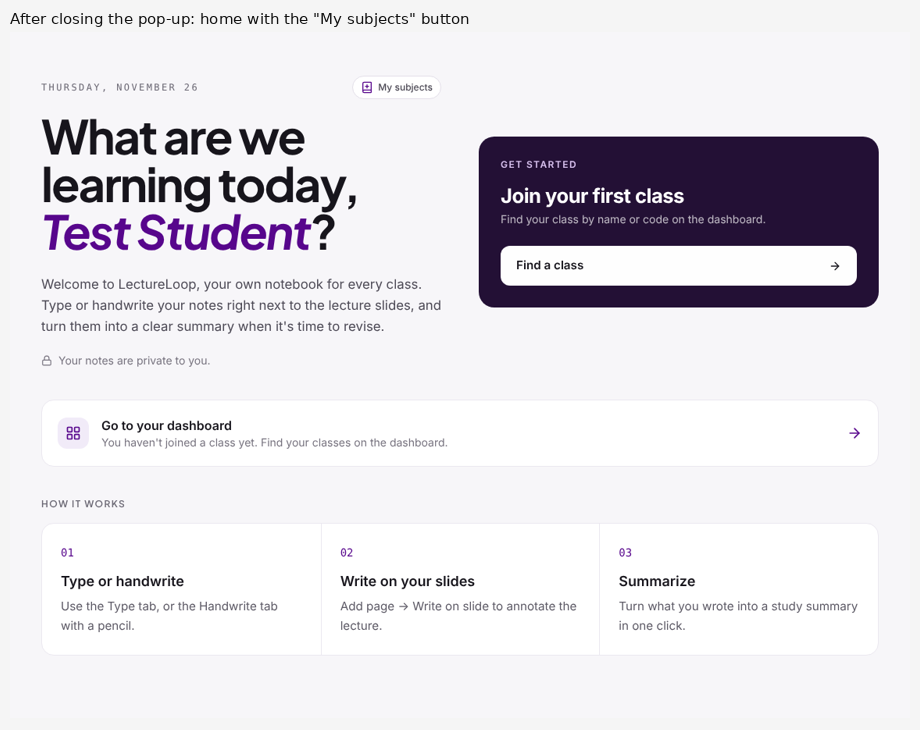 After closing the pop-up: home with the "My subjects" button
THURSDAY, NOVEMBER 26
My subjects
What are we
learning today,
Test Student?
Welcome to LectureLoop, your own notebook for every class.
Type or handwrite your notes right next to the lecture slides, and
turn them into a clear summary when it's time to revise.
Your notes are private to you.
GET STARTED
Join your first class
Find your class by name or code on the dashboard.
Find a class
Go to your dashboard
You haven't joined a class yet. Find your classes on the dashboard.
HOW IT WORKS
01
Type or handwrite
Use the Type tab, or the Handwrite tab
with a pencil.
02
Write on your slides
Add page → Write on slide to annotate the
lecture.
03
Summarize
Turn what you wrote into a study summary
in one click.